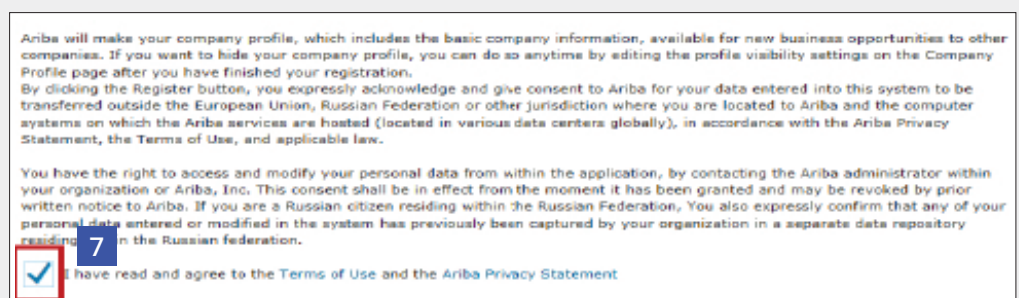 Ariba will make your company profile, which includes the basic company information, available for new business opportunities to other
companies. If you want to hide your company profile, you can do so anytime by editing the profile visibility settings on the Company
Profile page after you have finished your registration.
By clicking the Register button, you expressly acknowledge and give consent to Ariba for your data entered into this system to be
transferred outside the European Union, Russian Federation or other jurisdiction where you are located to Ariba and the computer
systems on which the Ariba services are hosted (located in various data centers globally), in accordance with the Ariba Privacy
Statement, the Terms of Use, and applicable law.
You have the right to access and modify your personal data from within the application, by contacting the Ariba administrator within
your organization or Ariba, Inc. This consent shall be in effect from the moment it has been granted and may be revoked by prior
written notice to Ariba. If you are a Russian citizen residing within the Russian Federation, You also expressly confirm that any of your
personal data entered or modified in the system has previously been captured by your organization in a separate data repository
residing in the Russian federation.
7
I have read and agree to the Terms of Use and the Ariba Privacy Statement